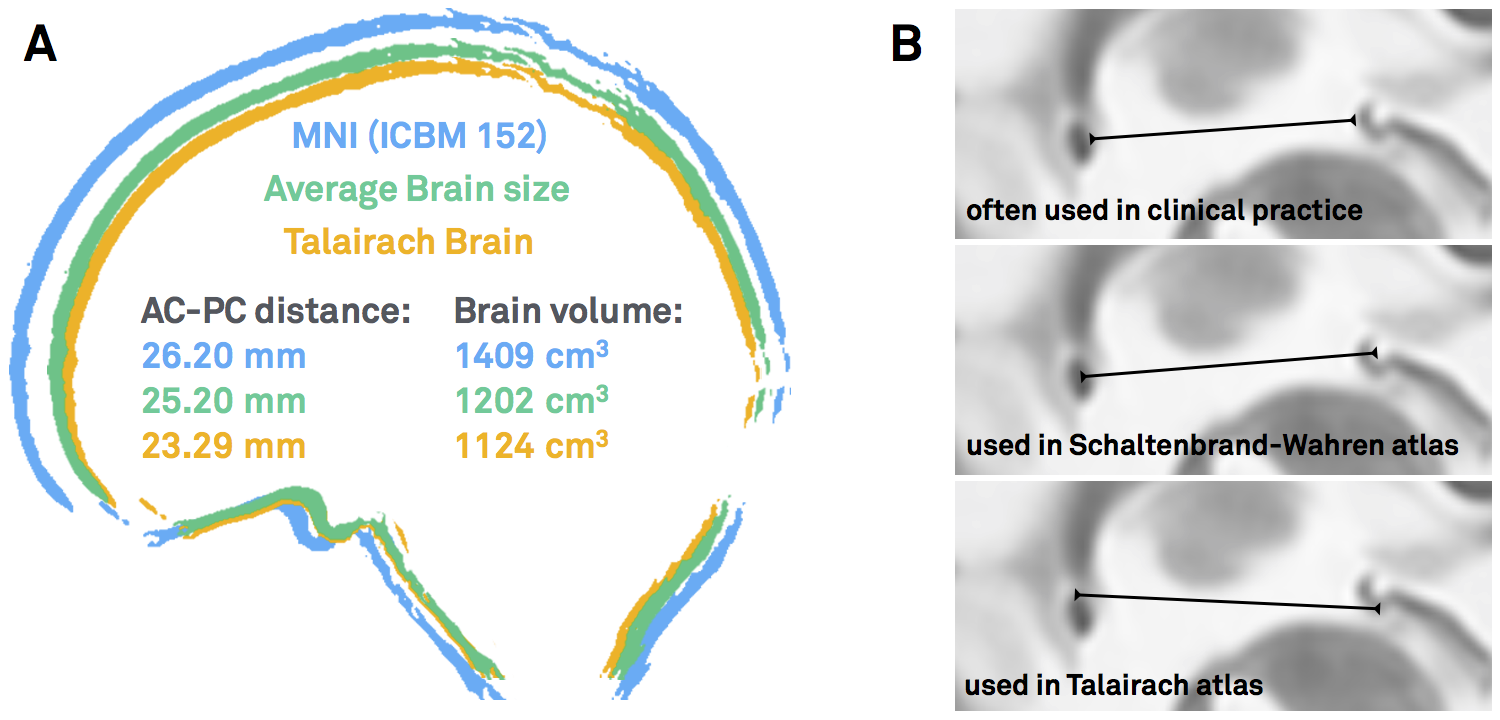 A
MNI (ICBM 152)
Average Brain size
Talairach Brain
AC-PC distance: Brain volume:
26.20 mm 1409 cm³
25.20 mm 1202 cm³
23.29 mm 1124 cm³
B
often used in clinical practice
used in Schaltenbrand-Wahren atlas
used in Talairach atlas